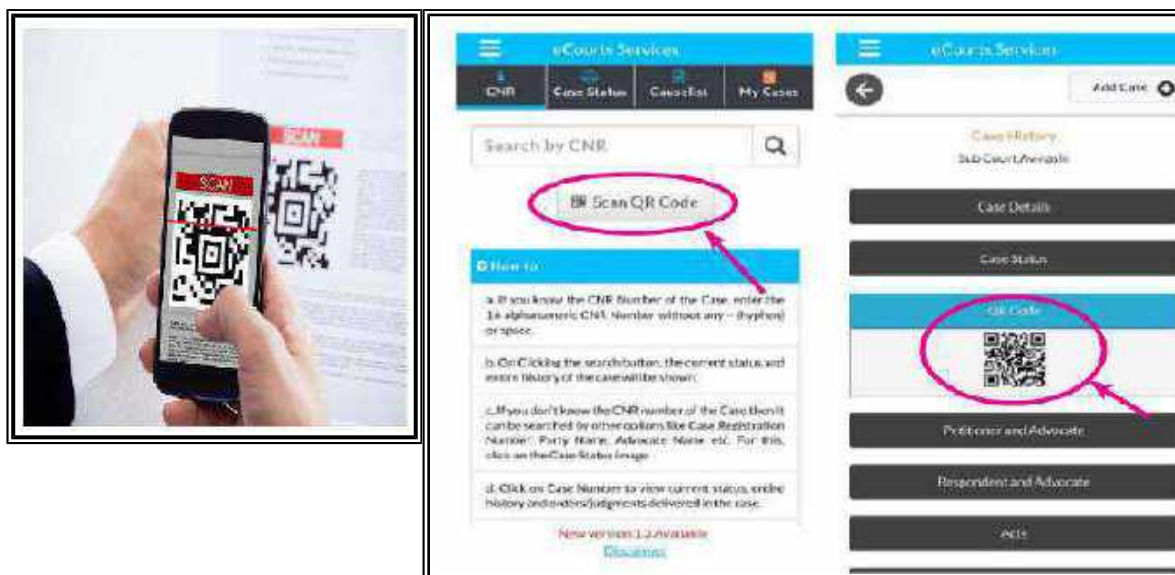 SCAN
SCAN
eCourts Services
CNR
Case Status
Cause list
My Cases
Search by CNR
Scan QR Code
How to
a. If you know the CNR Number of the Case, enter the
16 alphanumeric CNR Number without any – (hyphen)
or space.
b. On Clicking the search button, the current status and
entire history of the case will be shown.
c. If you don't know the CNR number of the Case then it
can be searched by other options like Case Registration
Number, Party Name, Advocate Name etc. For this,
click on the Case Status Image
d. Click on Case Number to view current status, entire
history and orders/judgments delivered in the case.
New version 1.2 Available
eCourts Services
Add Case
Case History
Sub Court,
Case Details
Case Status
QR Code
Petitioner and Advocate
Respondent and Advocate
Acts